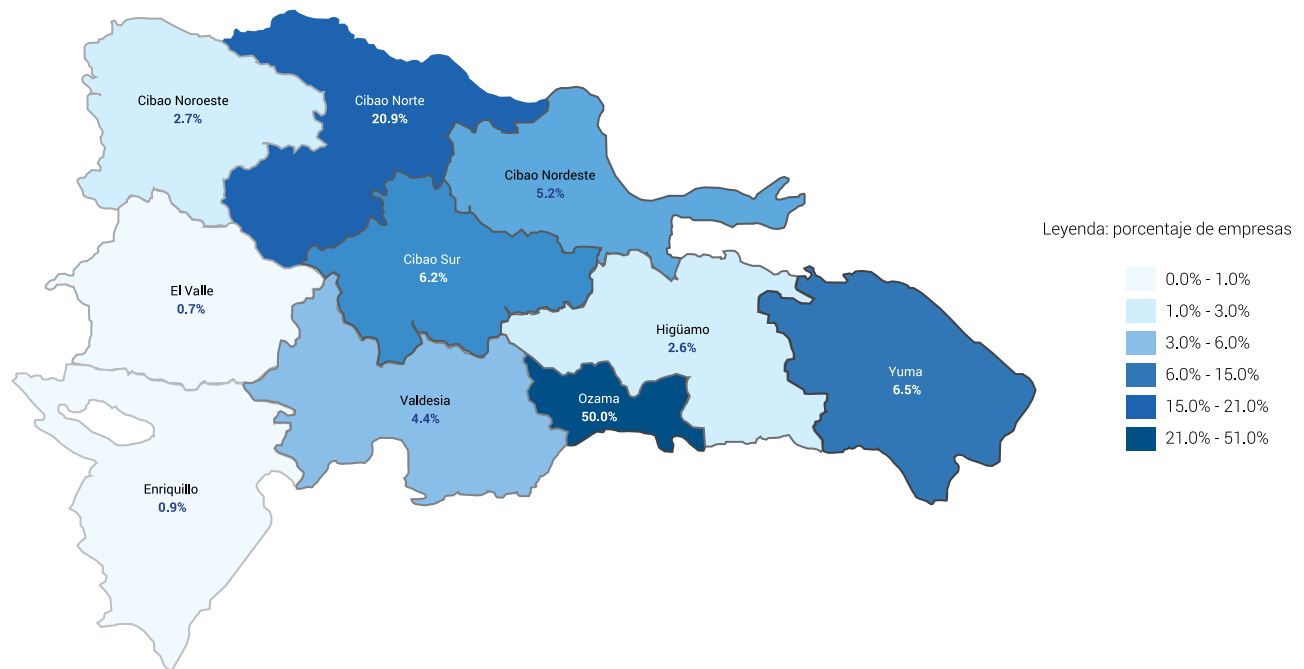 Cibao Noroeste
2.7%
Cibao Norte
20.9%
Cibao Nordeste
5.2%
Cibao Sur
6.2%
El Valle
0.7%
Higüamo
2.6%
Yuma
6.5%
Valdesia
4.4%
Ozama
50.0%
Enriquillo
0.9%
Leyenda: porcentaje de empresas
0.0% - 1.0%
1.0% - 3.0%
3.0% - 6.0%
6.0% - 15.0%
15.0% - 21.0%
21.0% - 51.0%